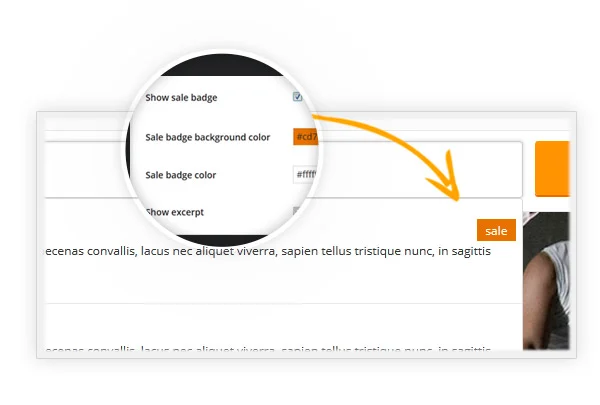 Show sale badge
Sale badge background color
#cd7
Sale badge color
#ffff
Show excerpt
sale
ecenas convallis, lacus nec aliquet viverra, sapien tellus tristique nunc, in sagittis
ecenas convallis, lacus nec aliquet viverra, sapien tellus tristique nunc, in sagittis